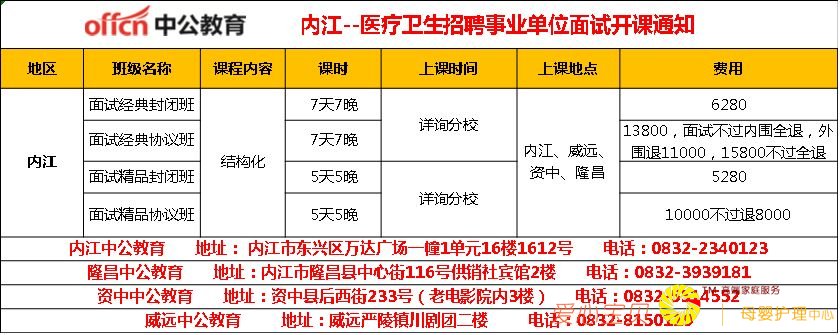 offcn 中公教育 内江--医疗卫生招聘事业单位面试开课通知
地区 班级名称 课程内容 课时 上课时间 上课地点 费用
内江 结构化 内江、威远、资中、隆昌
面试经典封闭班 7天7晚 详询分校 6280
面试经典协议班 7天7晚 13800，面试不过内围全退，外围退11000，15800不过全退
面试精品封闭班 5天5晚 详询分校 5280
面试精品协议班 5天5晚 10000不过退8000
内江中公教育 地址： 内江市东兴区万达广场一幢1单元16楼1612号 电话：0832-2340123
隆昌中公教育 地址：内江市隆昌县中心街116号供销社宾馆2楼 电话：0832-3939181
资中中公教育 地址：资中县后西街233号（老电影院内3楼） 电话：0832-
威远中公教育 地址：威远严陵镇川剧团二楼 电话：0832-8150
高端家庭服务
母婴护理中心